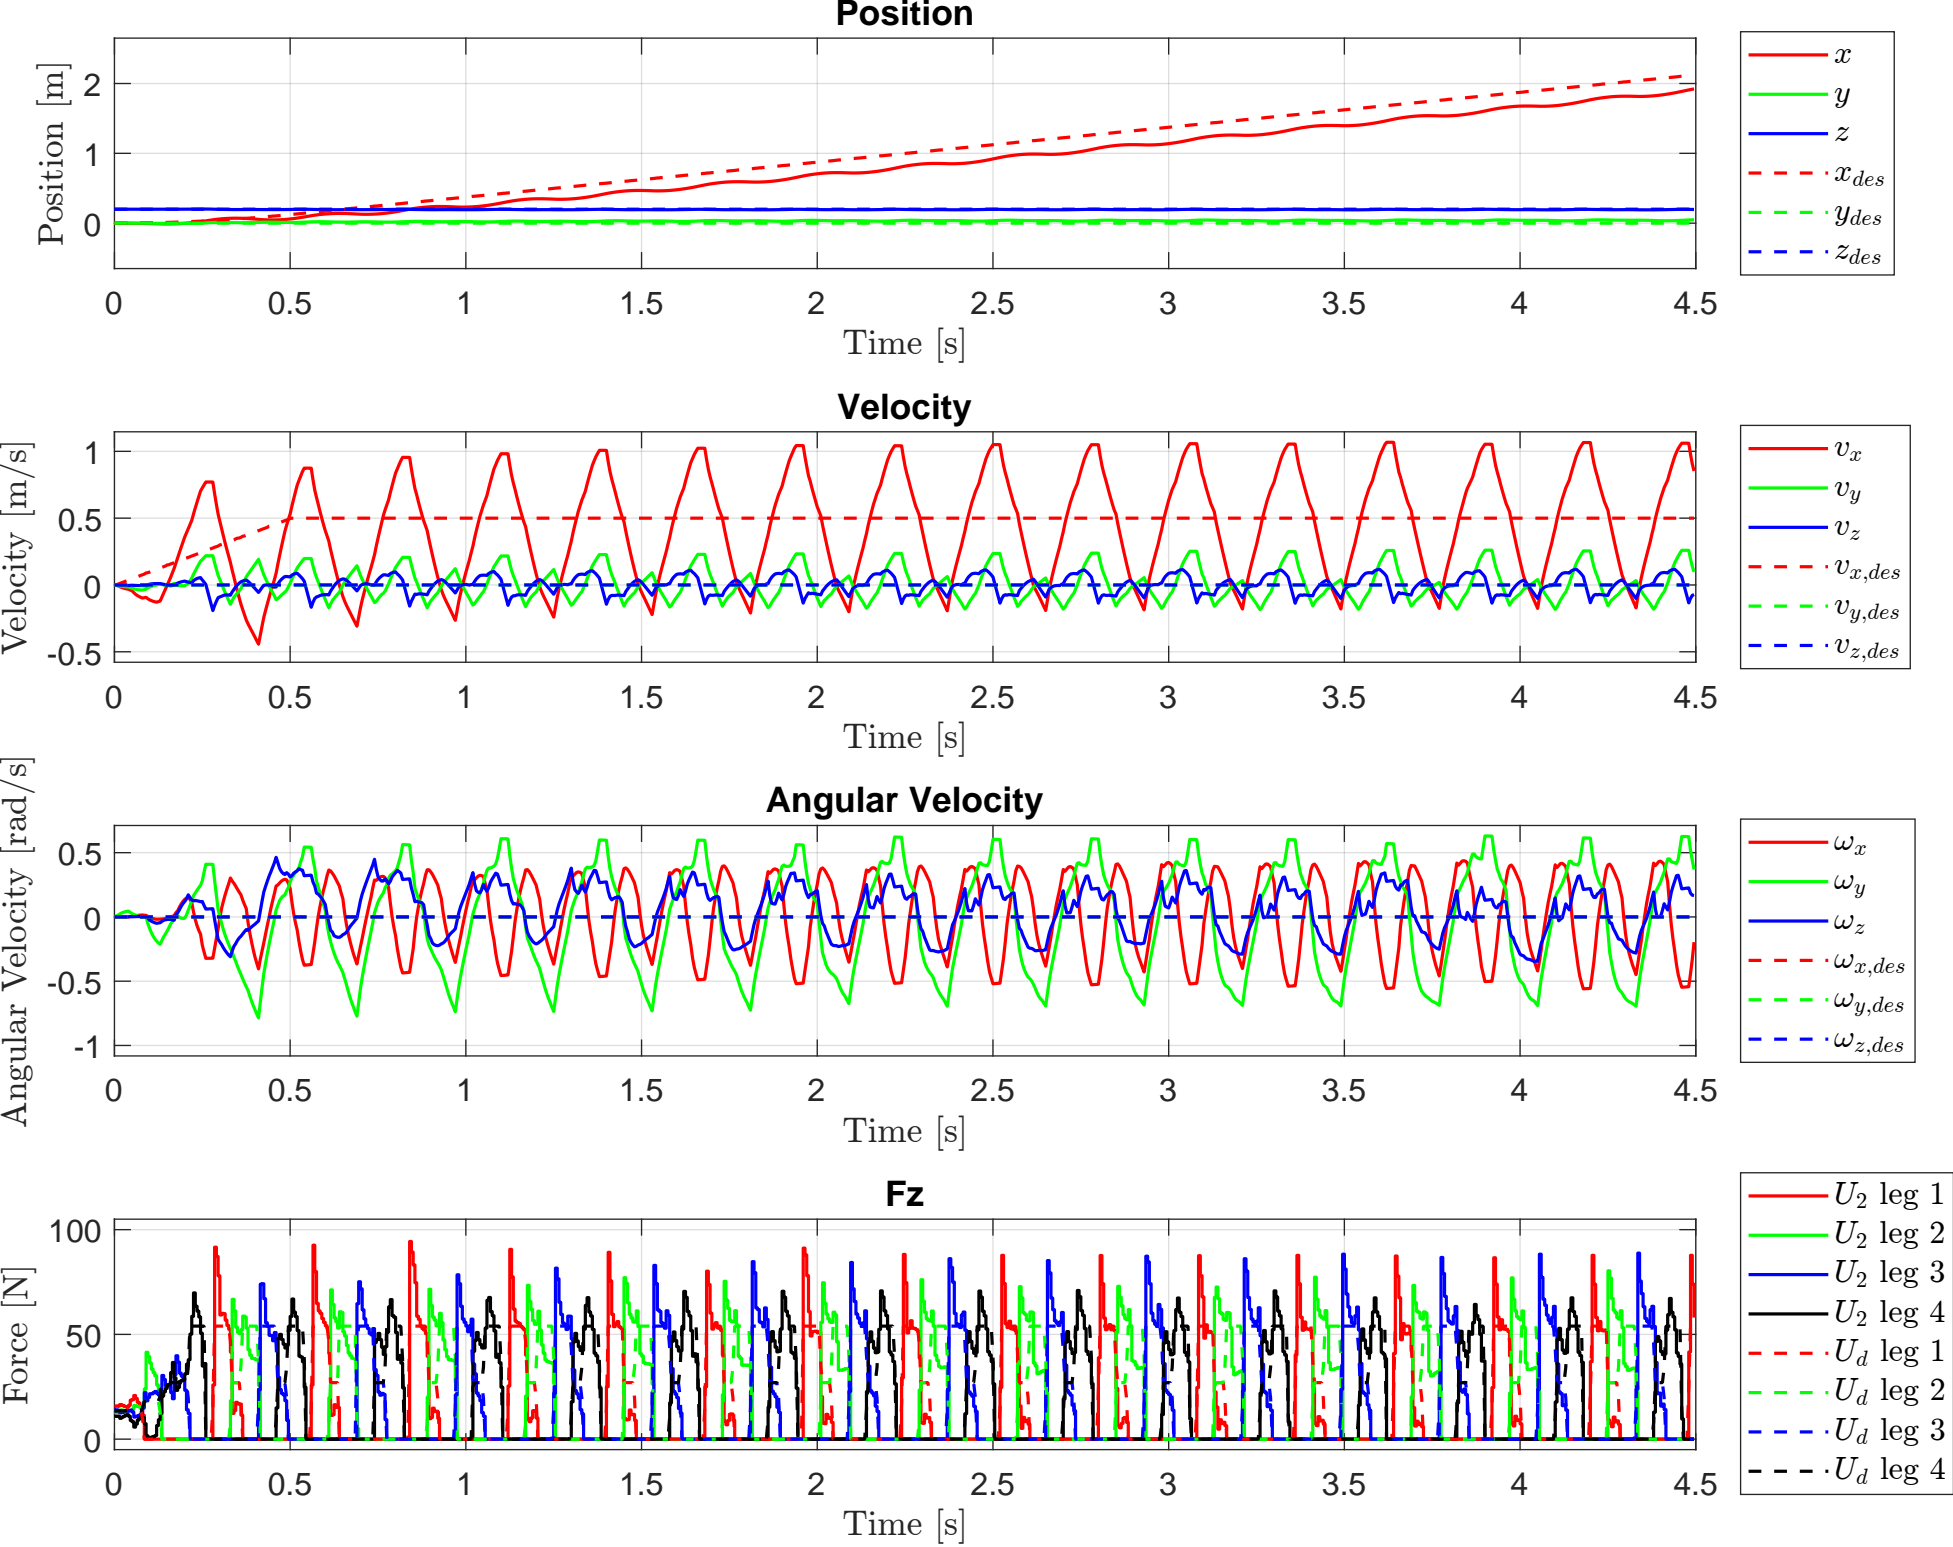 Position
Position [m]
2
1
0
0 0.5 1 1.5 2 2.5 3 3.5 4 4.5
Time [s]
x
y
z
x_des
y_des
z_des
Velocity
Velocity [m/s]
1
0.5
0
-0.5
0 0.5 1 1.5 2 2.5 3 3.5 4 4.5
Time [s]
v_x
v_y
v_z
v_x,des
v_y,des
v_z,des
Angular Velocity
Angular Velocity [rad/s]
0.5
0
-0.5
-1
0 0.5 1 1.5 2 2.5 3 3.5 4 4.5
Time [s]
ω_x
ω_y
ω_z
ω_x,des
ω_y,des
ω_z,des
Fz
Force [N]
100
50
0
0 0.5 1 1.5 2 2.5 3 3.5 4 4.5
Time [s]
U_2 leg 1
U_2 leg 2
U_2 leg 3
U_2 leg 4
U_d leg 1
U_d leg 2
U_d leg 3
U_d leg 4